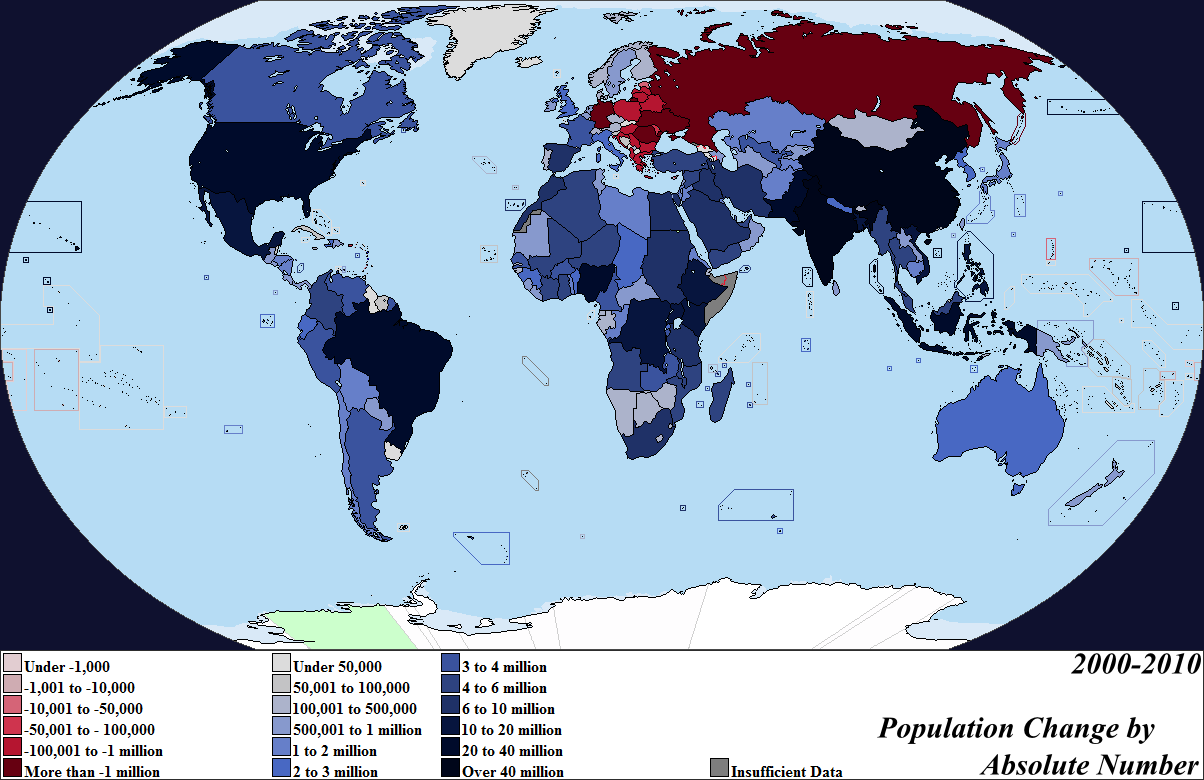 Under -1,000
-1,001 to -10,000
-10,001 to -50,000
-50,001 to - 100,000
-100,001 to -1 million
More than -1 million
Under 50,000
50,001 to 100,000
100,001 to 500,000
500,001 to 1 million
1 to 2 million
2 to 3 million
3 to 4 million
4 to 6 million
6 to 10 million
10 to 20 million
20 to 40 million
Over 40 million
Insufficient Data
2000-2010
Population Change by
Absolute Number